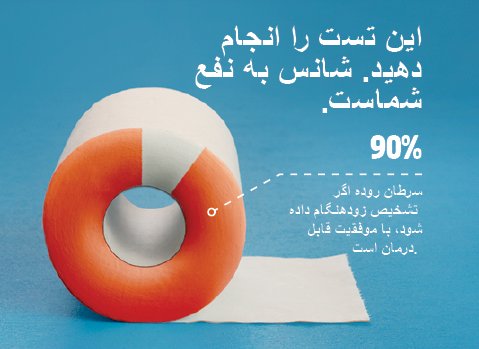 این تست را انجام
دهید. شانس به نفع
شماست.
90%
سرطان روده اگر
تشخیص زودهنگام داده
شود، با موفقیت قابل
درمان است.